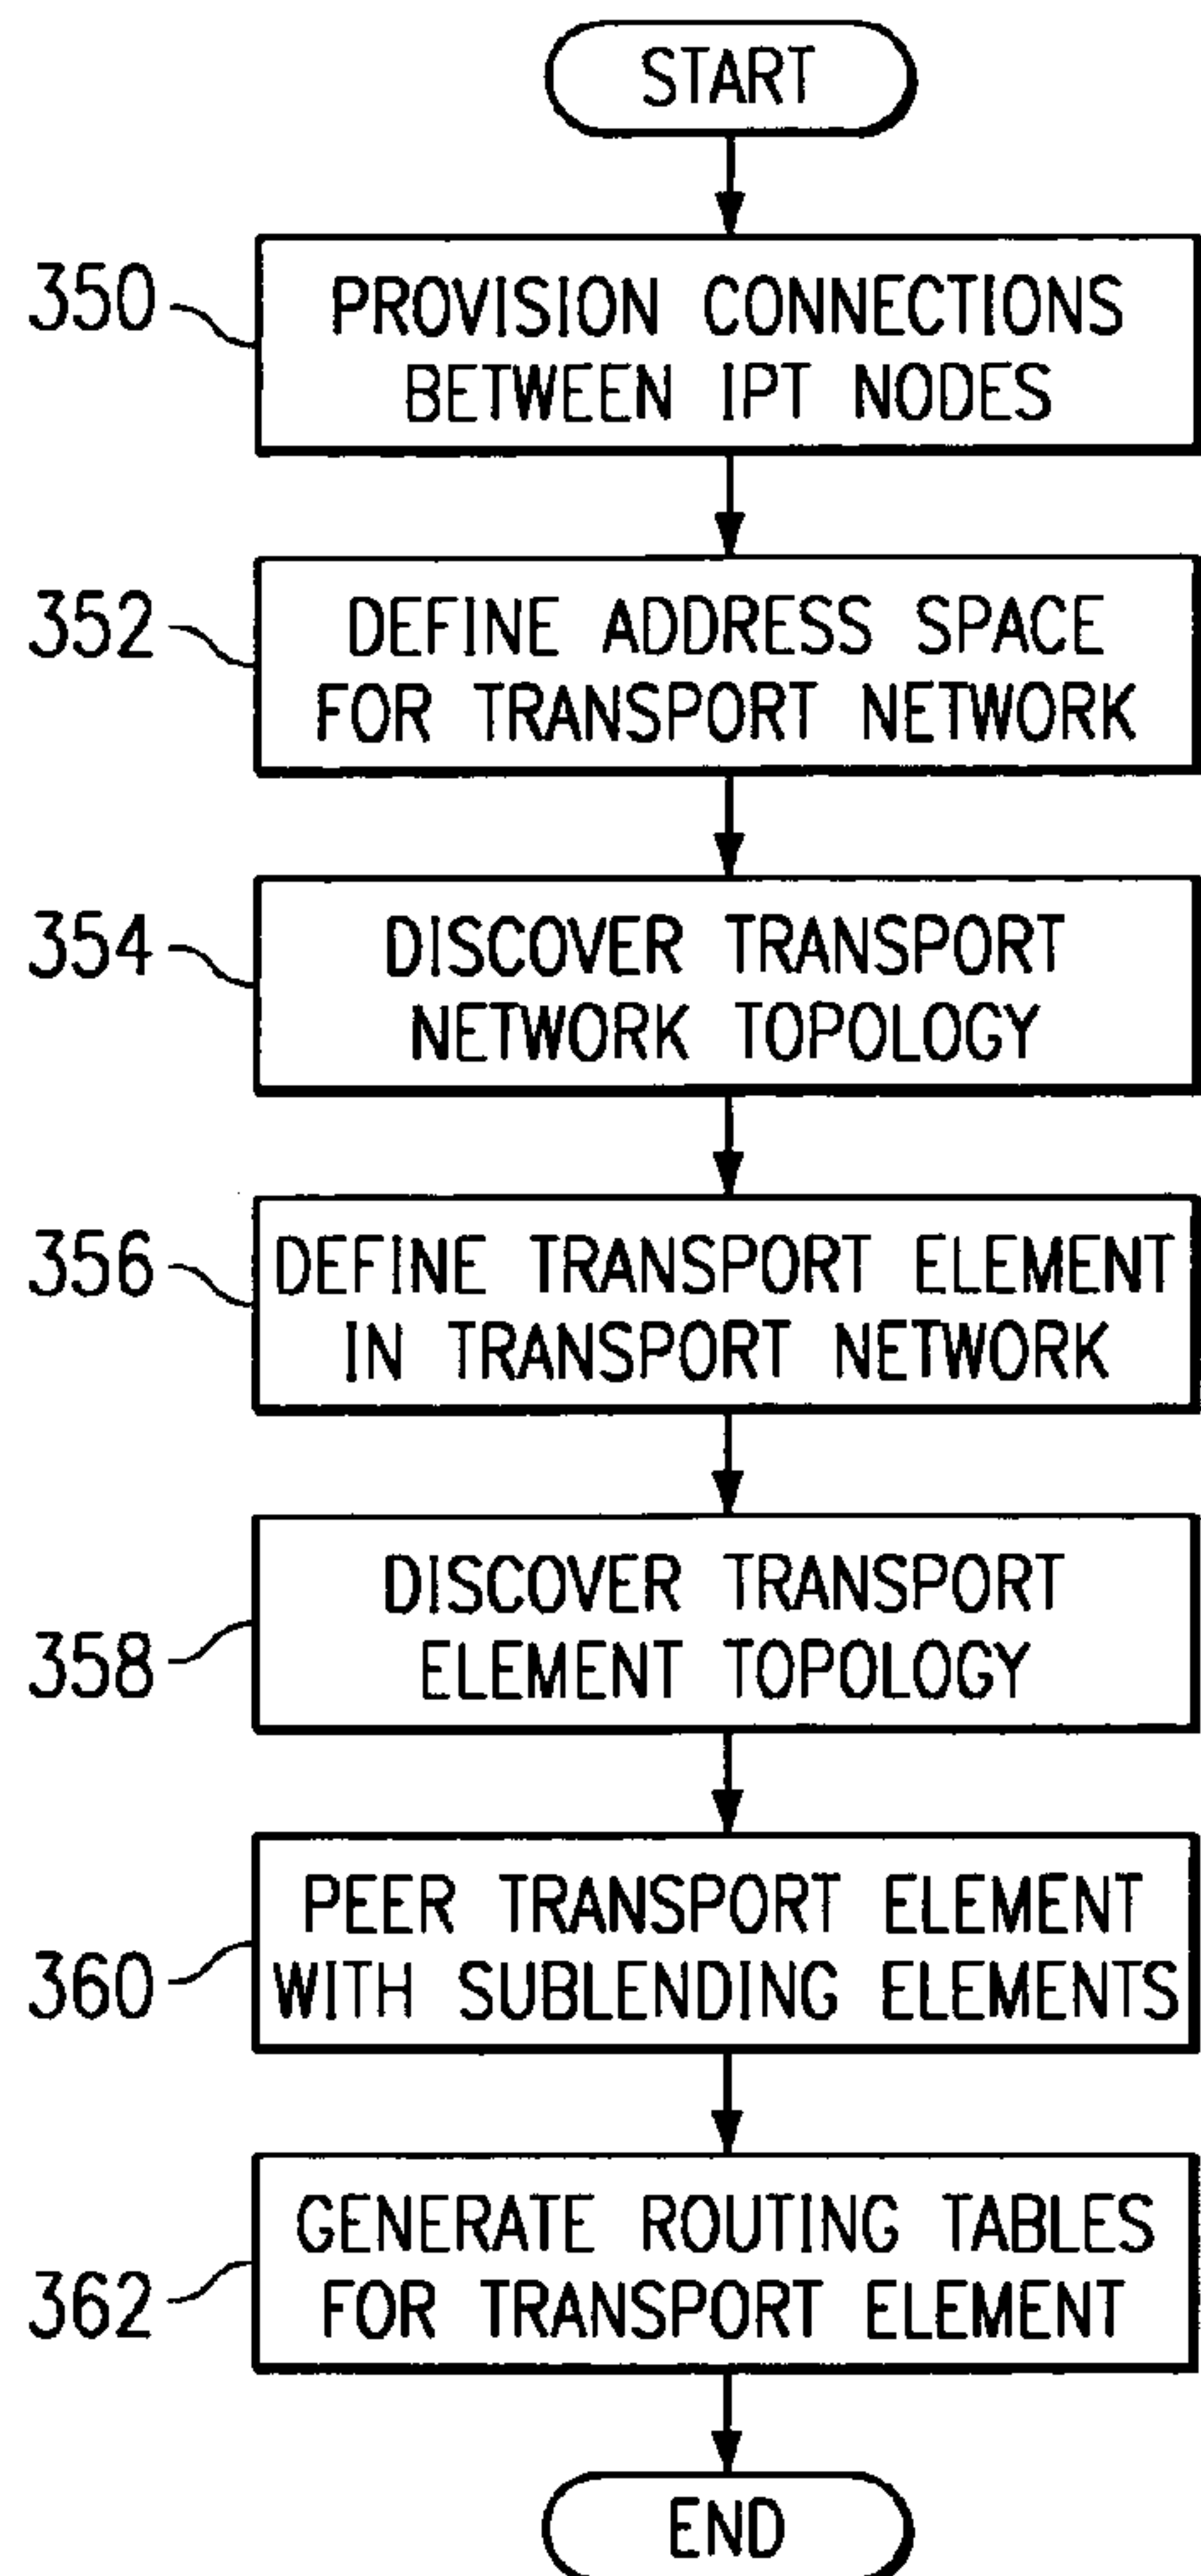 START
350
PROVISION CONNECTIONS
BETWEEN IPT NODES
352
DEFINE ADDRESS SPACE
FOR TRANSPORT NETWORK
354
DISCOVER TRANSPORT
NETWORK TOPOLOGY
356
DEFINE TRANSPORT ELEMENT
IN TRANSPORT NETWORK
358
DISCOVER TRANSPORT
ELEMENT TOPOLOGY
360
PEER TRANSPORT ELEMENT
WITH SUBLENDING ELEMENTS
362
GENERATE ROUTING TABLES
FOR TRANSPORT ELEMENT
END